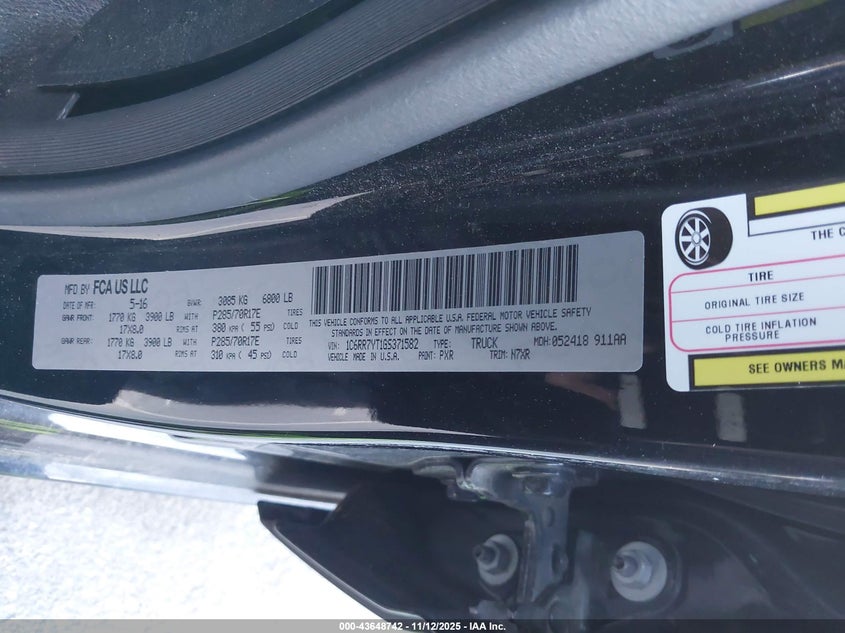 MFD BY FCA US LLC
DATE OF MFR: 5-16 GVWR: 3085 KG 6800 LB
GAWR FRONT: 1770 KG 3900 LB WITH P285/70R17E TIRES
17X8.0 RIMS AT 380 KPA ( 55 PSI) COLD
GAWR REAR: 1770 KG 3900 LB WITH P285/70R17E TIRES
17X8.0 RIMS AT 310 KPA ( 45 PSI) COLD
THIS VEHICLE CONFORMS TO ALL APPLICABLE U.S.A. FEDERAL MOTOR VEHICLE SAFETY
STANDARDS IN EFFECT ON THE DATE OF MANUFACTURE SHOWN ABOVE.
VIN: 1C6RR7YT1GS371582 TYPE: TRUCK MDH: 052418 911AA
VEHICLE MADE IN: U.S.A. PAINT: PXR TRIM: N7XR
THE C
TIRE
ORIGINAL TIRE SIZE
COLD TIRE INFLATION
PRESSURE
SEE OWNERS MA
000-43648742 - 11/12/2025 - IAA Inc.